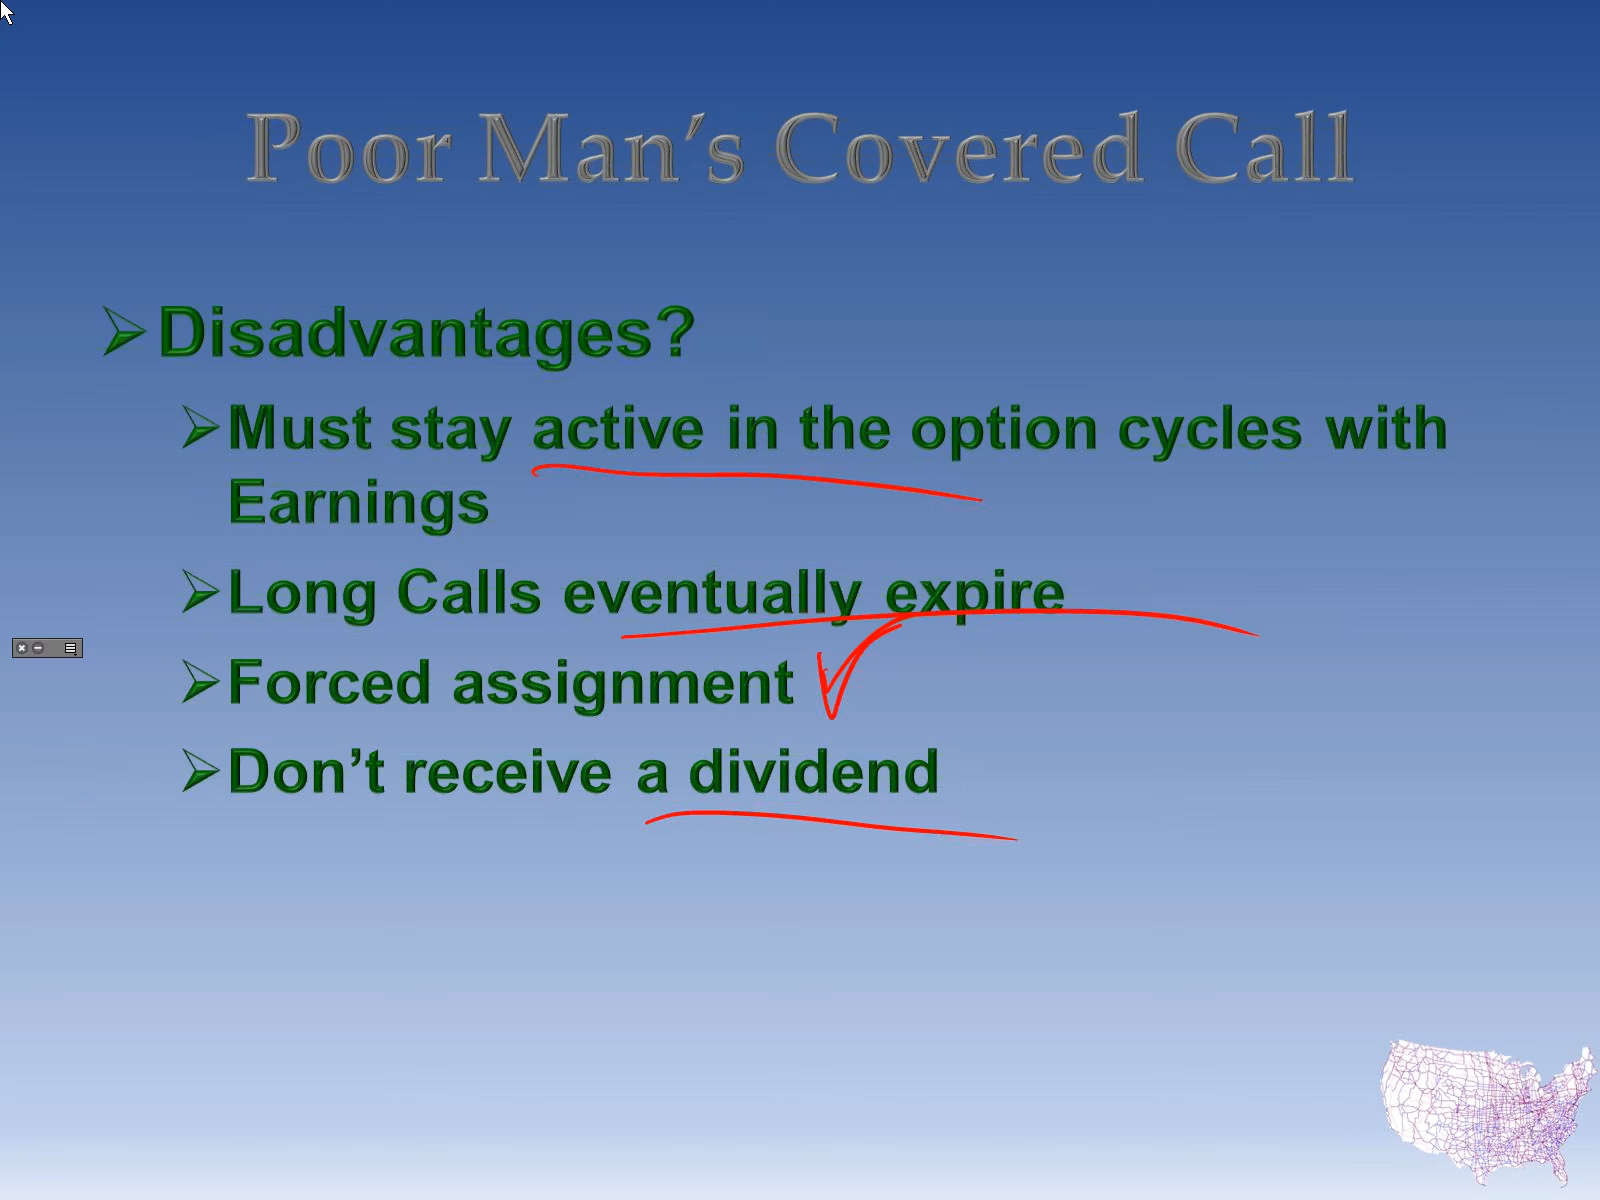 Poor Man’s Covered Call
Disadvantages?
Must stay active in the option cycles with
Earnings
Long Calls eventually expire
Forced assignment
Don’t receive a dividend